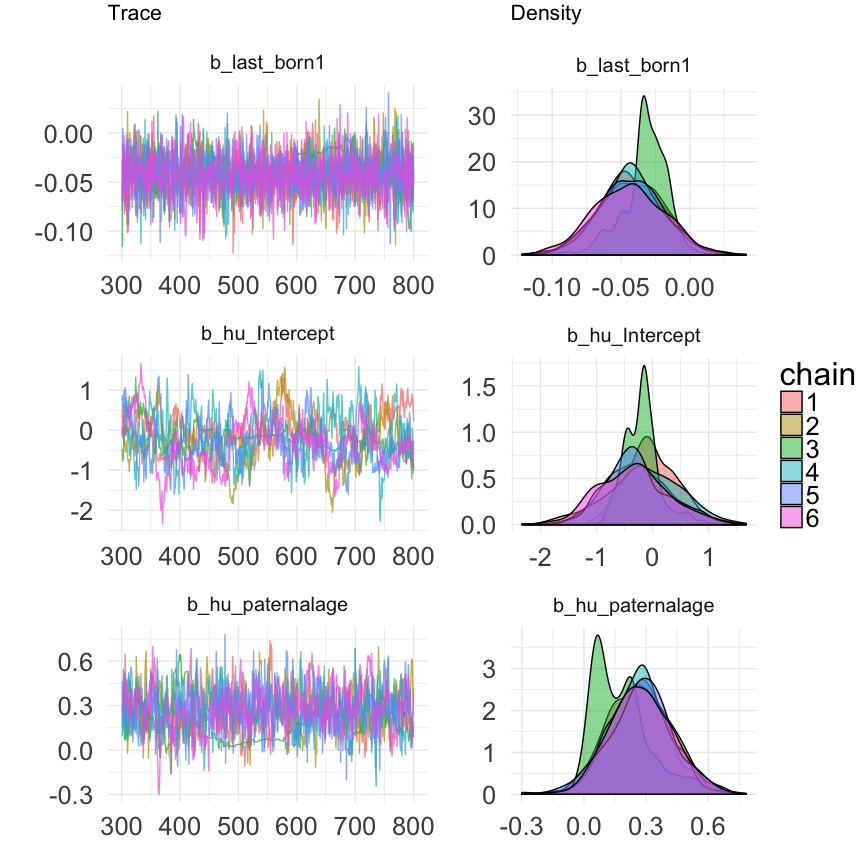 Trace
Density
b_last_born1
b_last_born1
0.00
-0.05
-0.10
300 400 500 600 700 800
30
20
10
0
-0.10 -0.05 0.00
b_hu_Intercept
b_hu_Intercept
1
0
-1
-2
300 400 500 600 700 800
1.5
1.0
0.5
0.0
-2 -1 0 1
chain
1
2
3
4
5
6
b_hu_paternalage
b_hu_paternalage
0.6
0.3
0.0
-0.3
300 400 500 600 700 800
3
2
1
0
-0.3 0.0 0.3 0.6